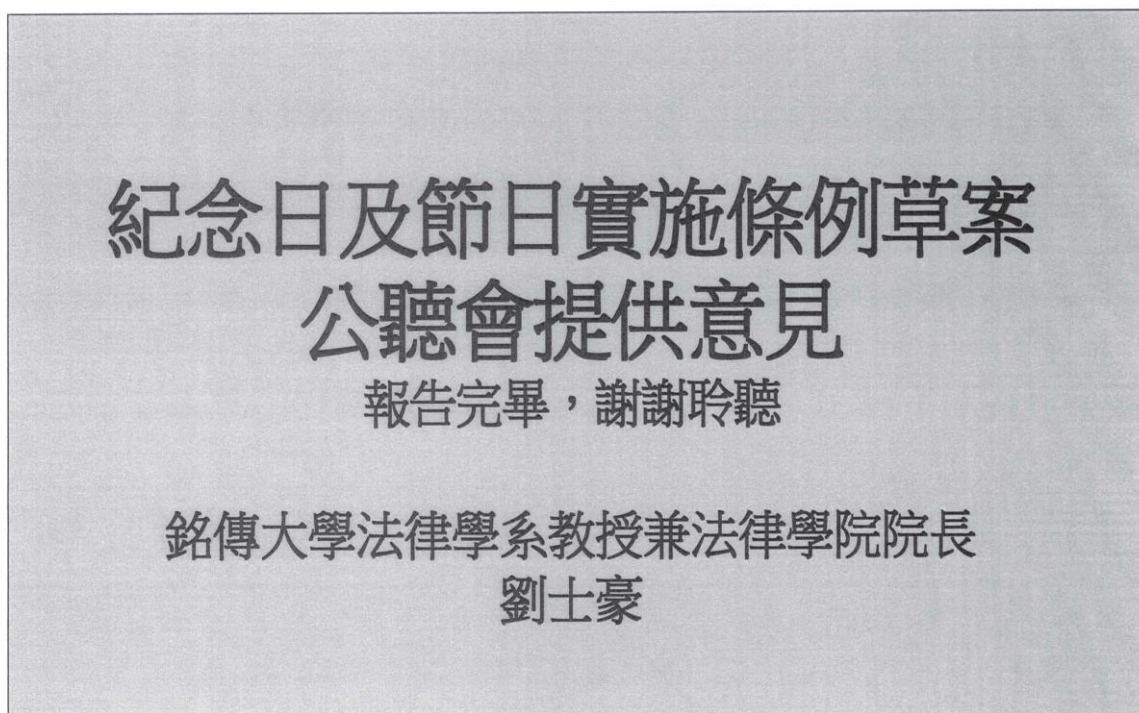 紀念日及節日實施條例草案
公聽會提供意見
報告完畢，謝謝聆聽
銘傳大學法律學系教授兼法律學院院長
劉士豪